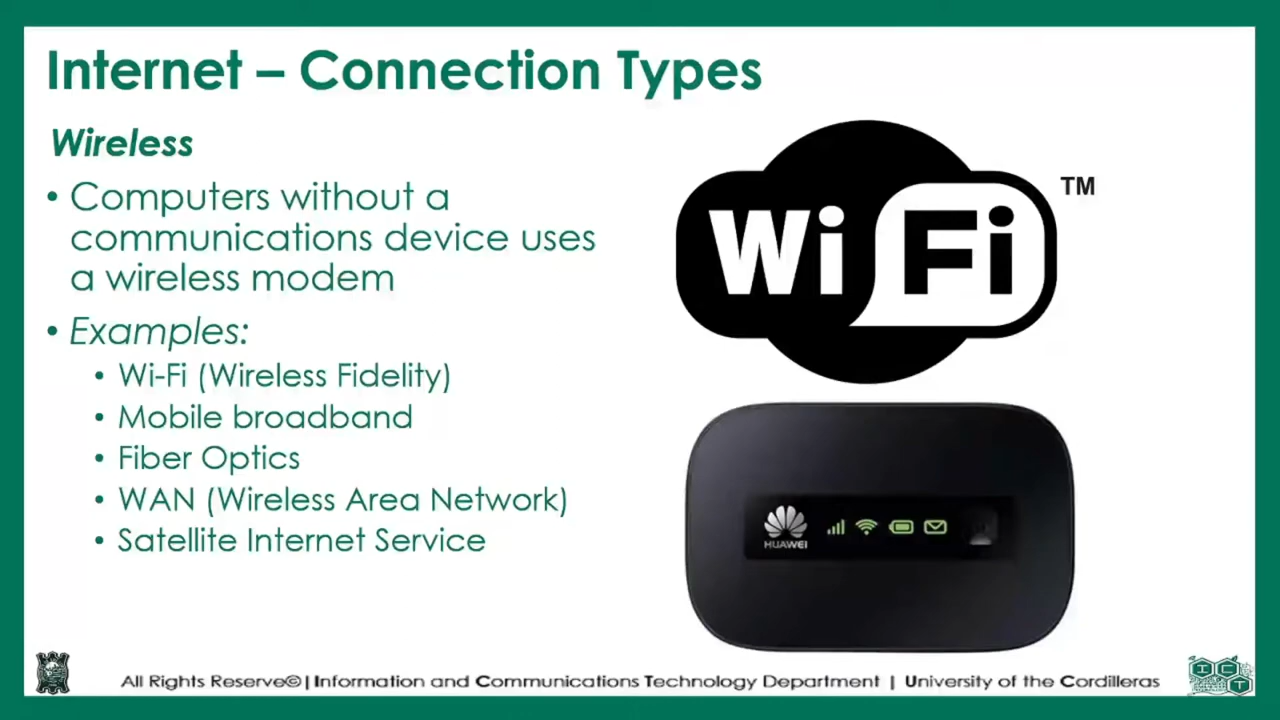 Internet – Connection Types
Wireless
• Computers without a
communications device uses
a wireless modem
• Examples:
• Wi-Fi (Wireless Fidelity)
• Mobile broadband
• Fiber Optics
• WAN (Wireless Area Network)
• Satellite Internet Service
Wi Fi TM
HUAWEI
All Rights Reserve© | Information and Communications Technology Department | University of the Cordilleras
I C T